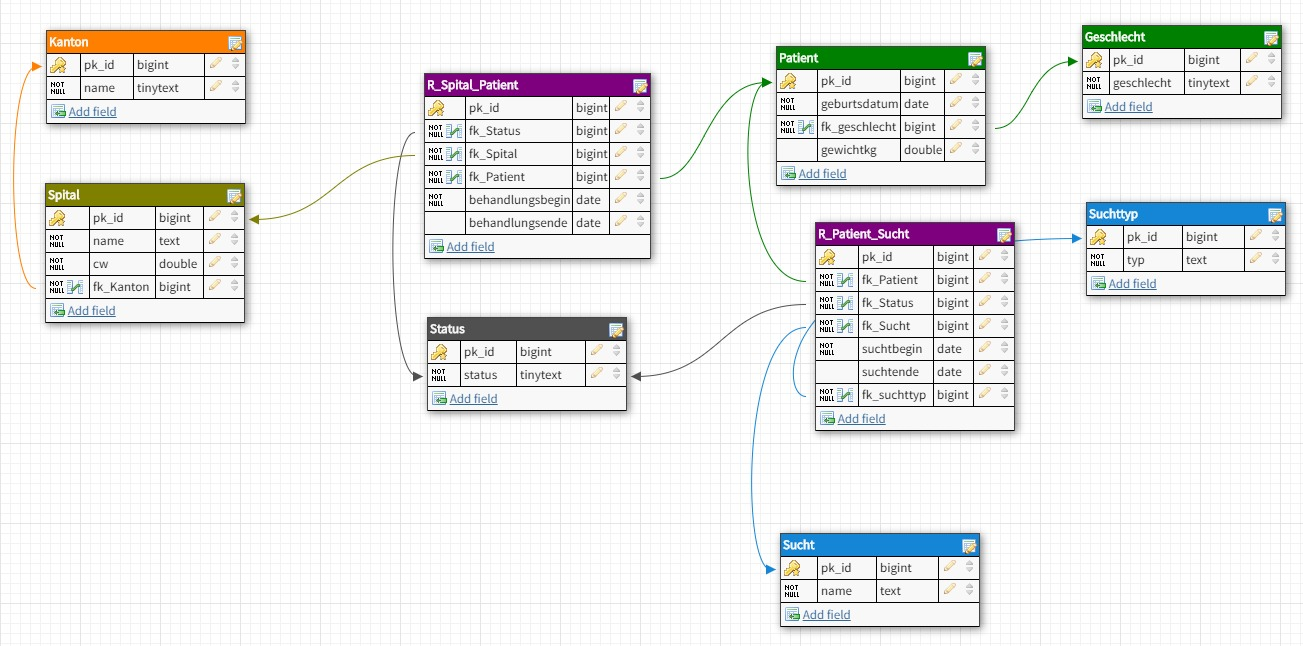 Kanton
pk_id bigint
NOT NULL name tinytext
Add field
Spital
pk_id bigint
NOT NULL name text
NOT NULL cw double
NOT NULL fk_Kanton bigint
Add field
R_Spital_Patient
pk_id bigint
NOT NULL fk_Status bigint
NOT NULL fk_Spital bigint
NOT NULL fk_Patient bigint
NOT NULL behandlungsbegin date
behandlungsende date
Add field
Status
pk_id bigint
NOT NULL status tinytext
Add field
Patient
pk_id bigint
NOT NULL geburtsdatum date
NOT NULL fk_geschlecht bigint
gewichtkg double
Add field
R_Patient_Sucht
pk_id bigint
NOT NULL fk_Patient bigint
NOT NULL fk_Status bigint
NOT NULL fk_Sucht bigint
NOT NULL suchtbegin date
suchtende date
NOT NULL fk_suchttyp bigint
Add field
Sucht
pk_id bigint
NOT NULL name text
Add field
Geschlecht
pk_id bigint
NOT NULL geschlecht tinytext
Add field
Suchttyp
pk_id bigint
NOT NULL typ text
Add field